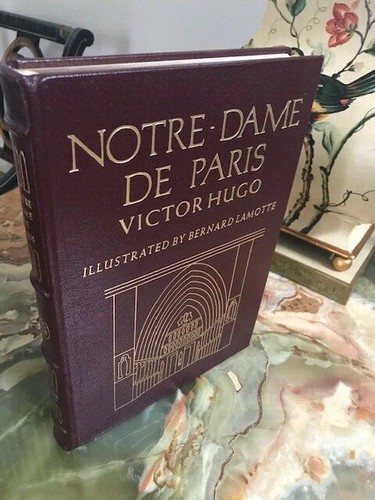 NOTRE-DAME
DE PARIS
VICTOR HUGO
ILLUSTRATED BY BERNARD LAMOTTE